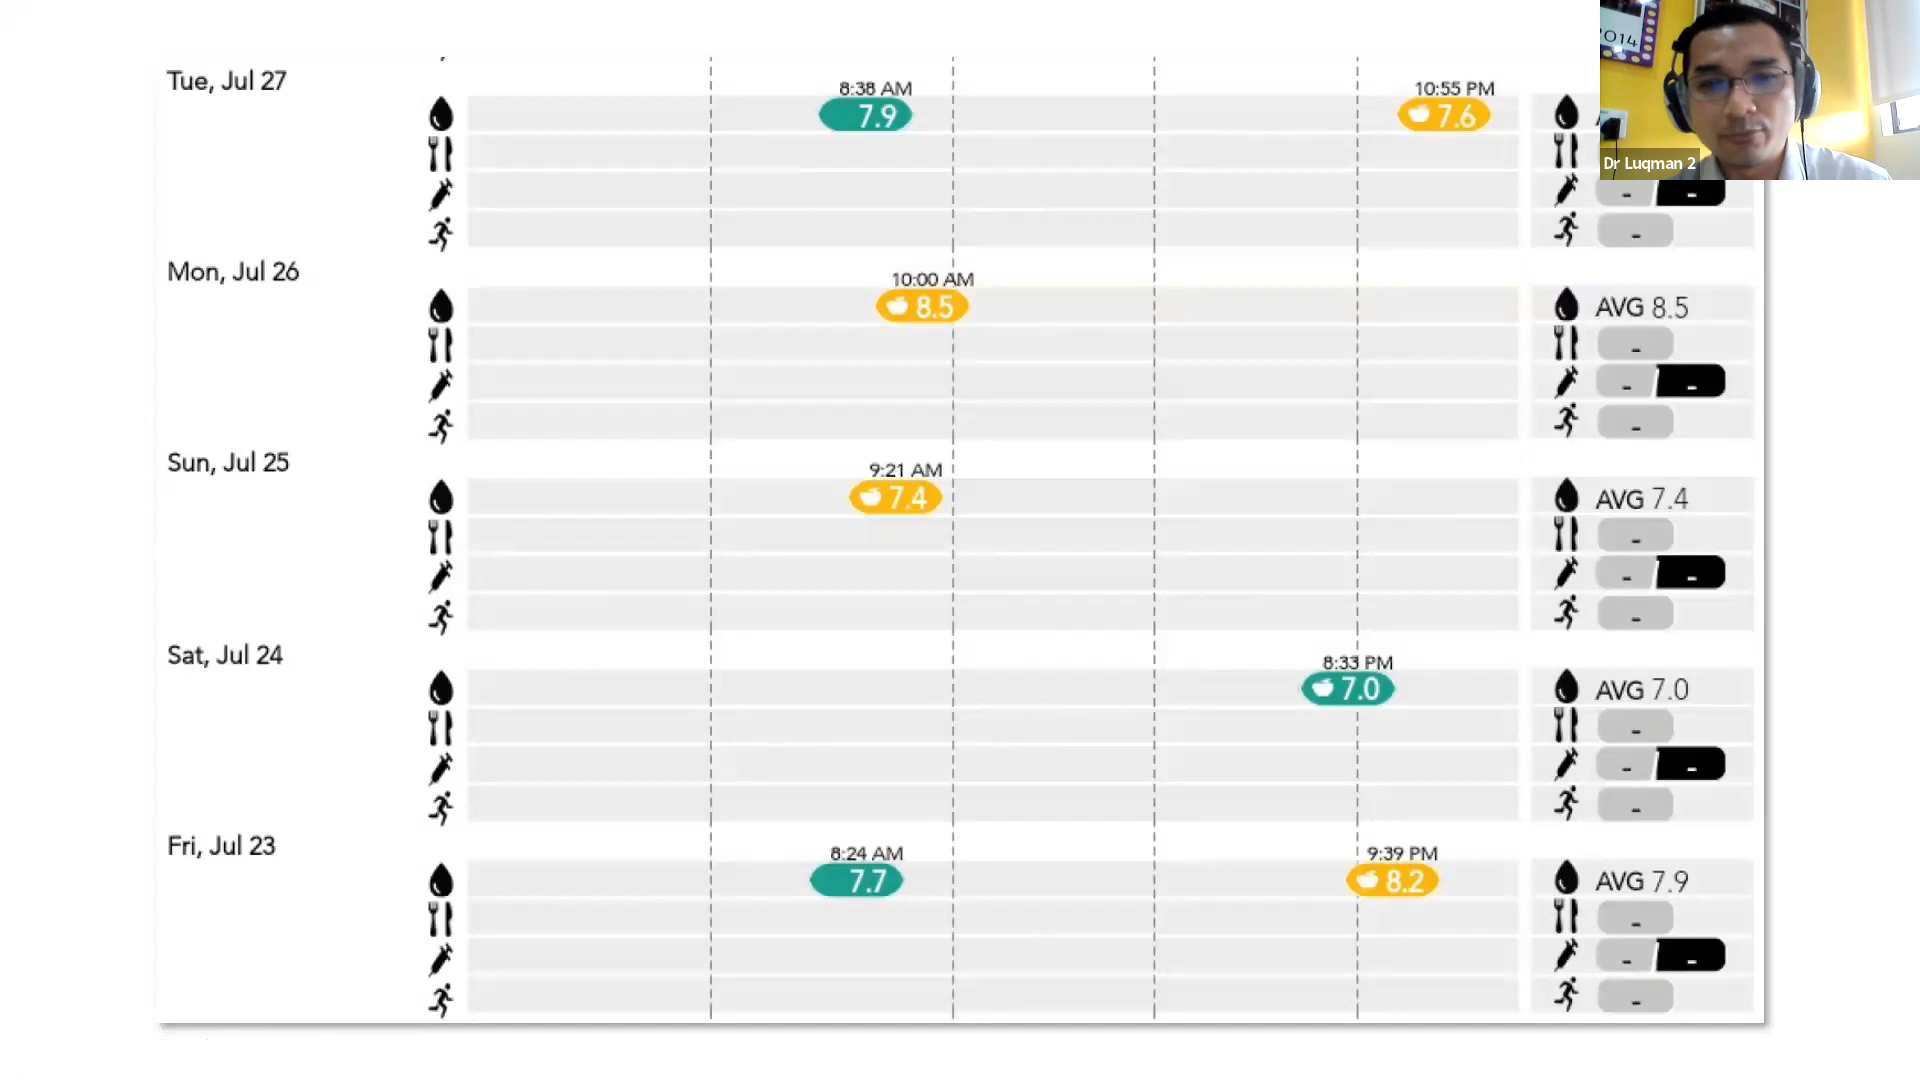 2014
Dr Luqman 2
Tue, Jul 27
8:38 AM
7.9
10:55 PM
7.6
-
-
-
Mon, Jul 26
10:00 AM
8.5
AVG 8.5
-
-
-
-
Sun, Jul 25
9:21 AM
7.4
AVG 7.4
-
-
-
-
Sat, Jul 24
8:33 PM
7.0
AVG 7.0
-
-
-
-
Fri, Jul 23
8:24 AM
7.7
9:39 PM
8.2
AVG 7.9
-
-
-
-